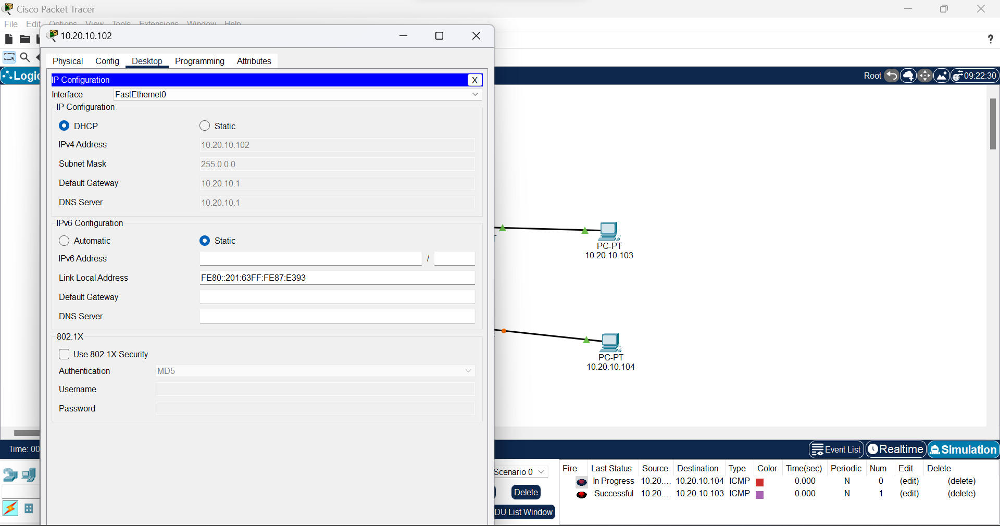 Cisco Packet Tracer
File Edit Options View Tools Extensions Window Help
10.20.10.102
?
Physical Config Desktop Programming Attributes
Logic
Root
09:22:30
IP Configuration X
Interface FastEthernet0
IP Configuration
DHCP Static
IPv4 Address 10.20.10.102
Subnet Mask 255.0.0.0
Default Gateway 10.20.10.1
DNS Server 10.20.10.1
IPv6 Configuration
Automatic Static
IPv6 Address /
Link Local Address FE80::201:63FF:FE87:E393
Default Gateway
DNS Server
802.1X
Use 802.1X Security
Authentication MD5
Username
Password
PC-PT
10.20.10.103
PC-PT
10.20.10.104
Time: 00
Event List Realtime Simulation
Scenario 0
Delete
DU List Window
Fire Last Status Source Destination Type Color Time(sec) Periodic Num Edit Delete
In Progress 10.20.... 10.20.10.104 ICMP 0.000 N 0 (edit) (delete)
Successful 10.20.... 10.20.10.103 ICMP 0.000 N 1 (edit) (delete)